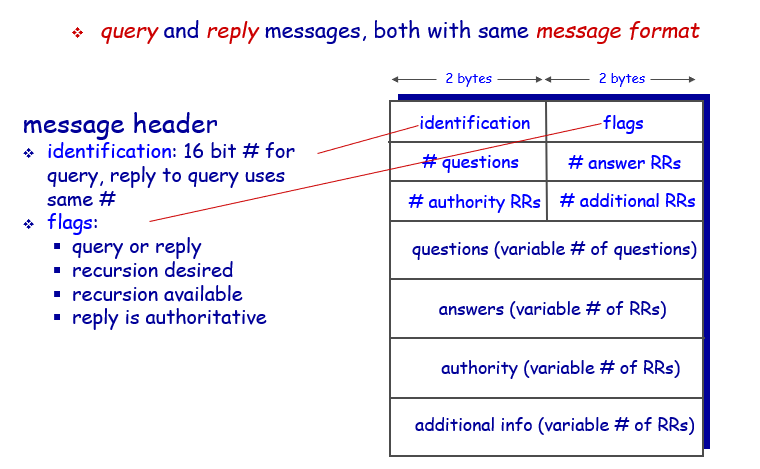 query and reply messages, both with same message format
2 bytes 2 bytes
message header
identification: 16 bit # for
query, reply to query uses
same #
flags:
query or reply
recursion desired
recursion available
reply is authoritative
identification flags
# questions # answer RRs
# authority RRs # additional RRs
questions (variable # of questions)
answers (variable # of RRs)
authority (variable # of RRs)
additional info (variable # of RRs)